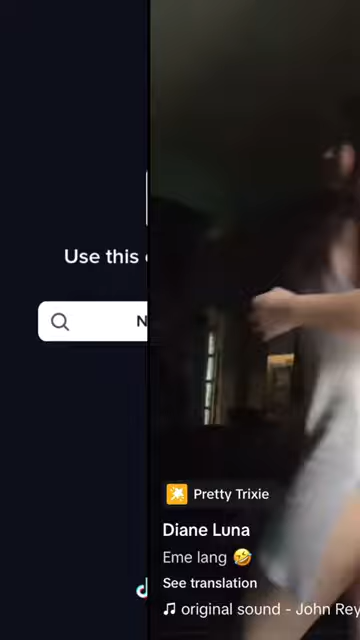 Use this
N
Pretty Trixie
Diane Luna
Eme lang 🤣
See translation
original sound - John Rey